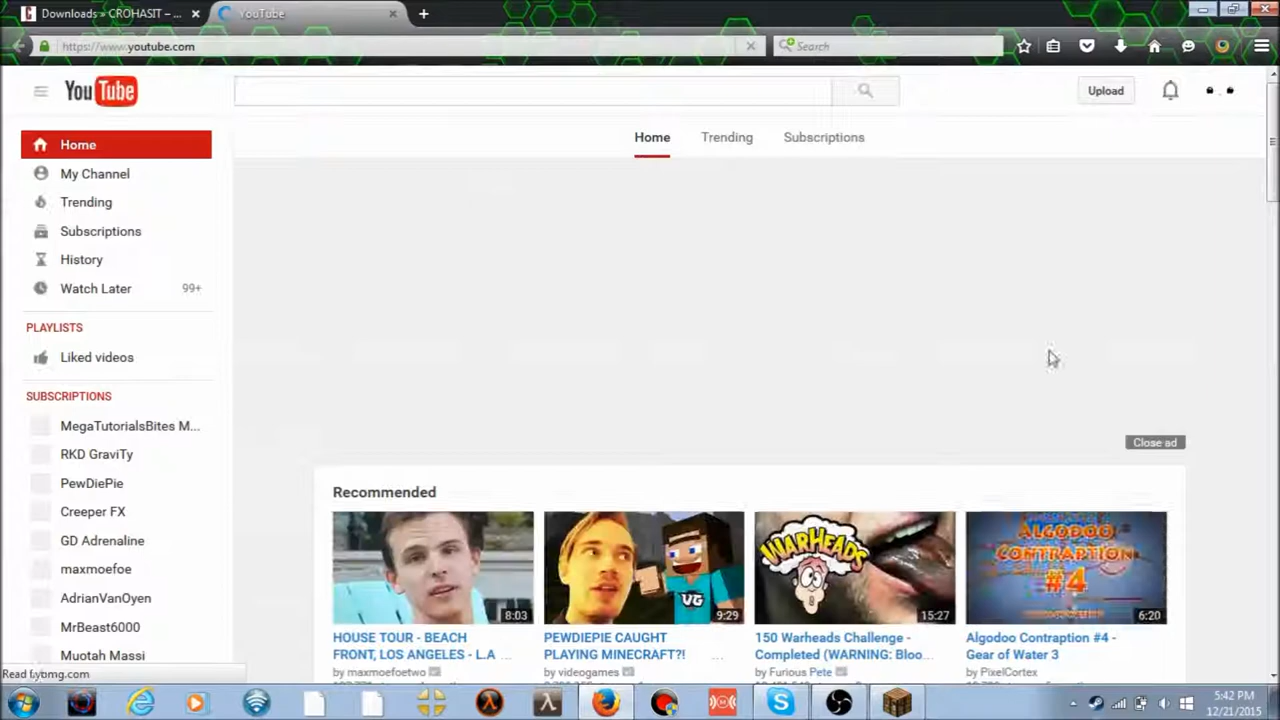 Downloads » CROHASIT – ...
YouTube
https://www.youtube.com
Search
YouTube
Upload
Home
Trending
Subscriptions
Home
My Channel
Trending
Subscriptions
History
Watch Later 99+
PLAYLISTS
Liked videos
SUBSCRIPTIONS
MegaTutorialsBites M...
RKD GraviTy
PewDiePie
Creeper FX
GD Adrenaline
maxmoefoe
AdrianVanOyen
MrBeast6000
Muotah Massi
Close ad
Recommended
8:03
HOUSE TOUR - BEACH
FRONT, LOS ANGELES - L.A ...
by maxmoefoetwo
VG
9:29
PEWDIEPIE CAUGHT
PLAYING MINECRAFT?! ...
by videogames
WARHEADS
15:27
150 Warheads Challenge -
Completed (WARNING: Bloo...
by Furious Pete
ALGODOO
CONTRAPTION
#4
6:20
Algodoo Contraption #4 -
Gear of Water 3
by PixelCortex
5:42 PM
12/21/2015